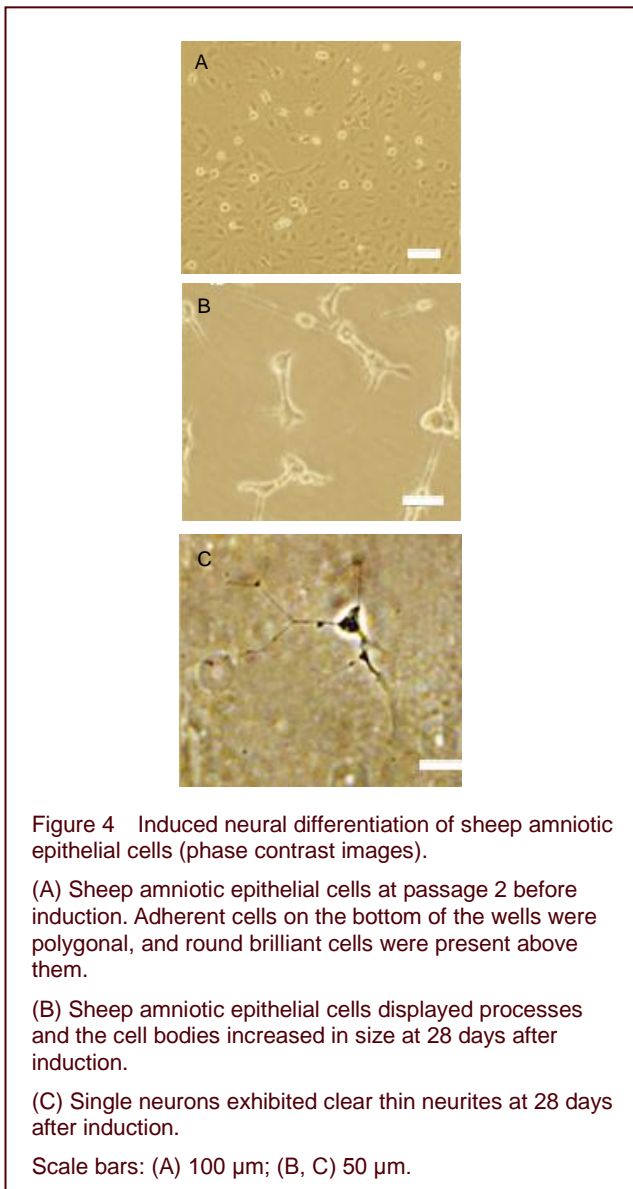 A
B
C
Figure 4 Induced neural differentiation of sheep amniotic
epithelial cells (phase contrast images).
(A) Sheep amniotic epithelial cells at passage 2 before
induction. Adherent cells on the bottom of the wells were
polygonal, and round brilliant cells were present above
them.
(B) Sheep amniotic epithelial cells displayed processes
and the cell bodies increased in size at 28 days after
induction.
(C) Single neurons exhibited clear thin neurites at 28 days
after induction.
Scale bars: (A) 100 μm; (B, C) 50 μm.